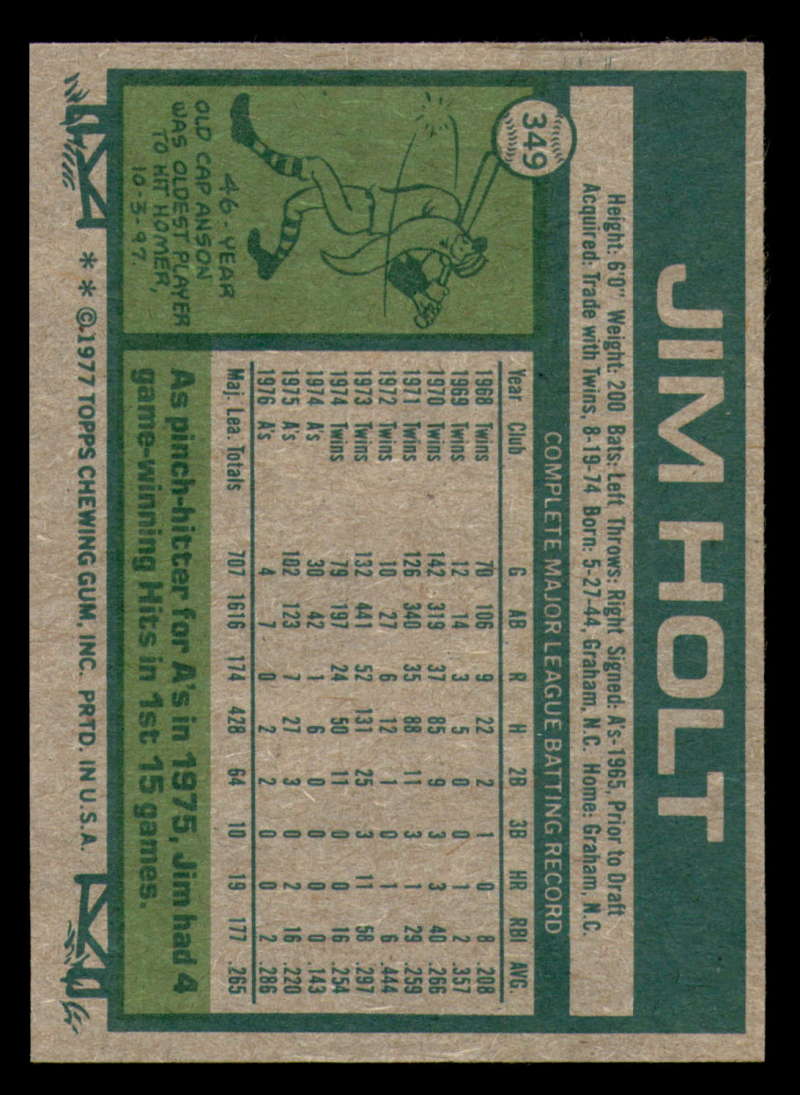 349
JIM HOLT
Height: 6'0" Weight: 200 Bats: Left Throws: Right Signed: A's-1965, Prior to Draft
Acquired: Trade with Twins, 8-19-74 Born: 5-27-44, Graham, N.C. Home: Graham, N.C.
COMPLETE MAJOR LEAGUE BATTING RECORD
Year Club G AB R H 2B 3B HR RBI AVG.
1968 Twins 70 106 9 22 2 1 0 8 .208
1969 Twins 12 14 3 5 0 0 1 2 .357
1970 Twins 142 319 37 85 9 3 3 40 .266
1971 Twins 126 340 35 88 11 3 1 29 .259
1972 Twins 10 27 6 12 1 0 1 6 .444
1973 Twins 132 441 52 131 25 3 11 58 .297
1974 Twins 79 197 24 50 11 0 0 16 .254
1974 A's 30 42 1 6 0 0 0 0 .143
1975 A's 102 123 7 27 3 0 2 16 .220
1976 A's 4 7 0 2 2 0 0 2 .286
Maj. Lea. Totals 707 1616 174 428 64 10 19 177 .265
46-YEAR
OLD CAP ANSON
WAS OLDEST PLAYER
TO HIT HOMER,
10-3-97.
As pinch-hitter for A's in 1975, Jim had 4
game-winning Hits in 1st 15 games.
** ©1977 TOPPS CHEWING GUM, INC. PRTD. IN U.S.A.